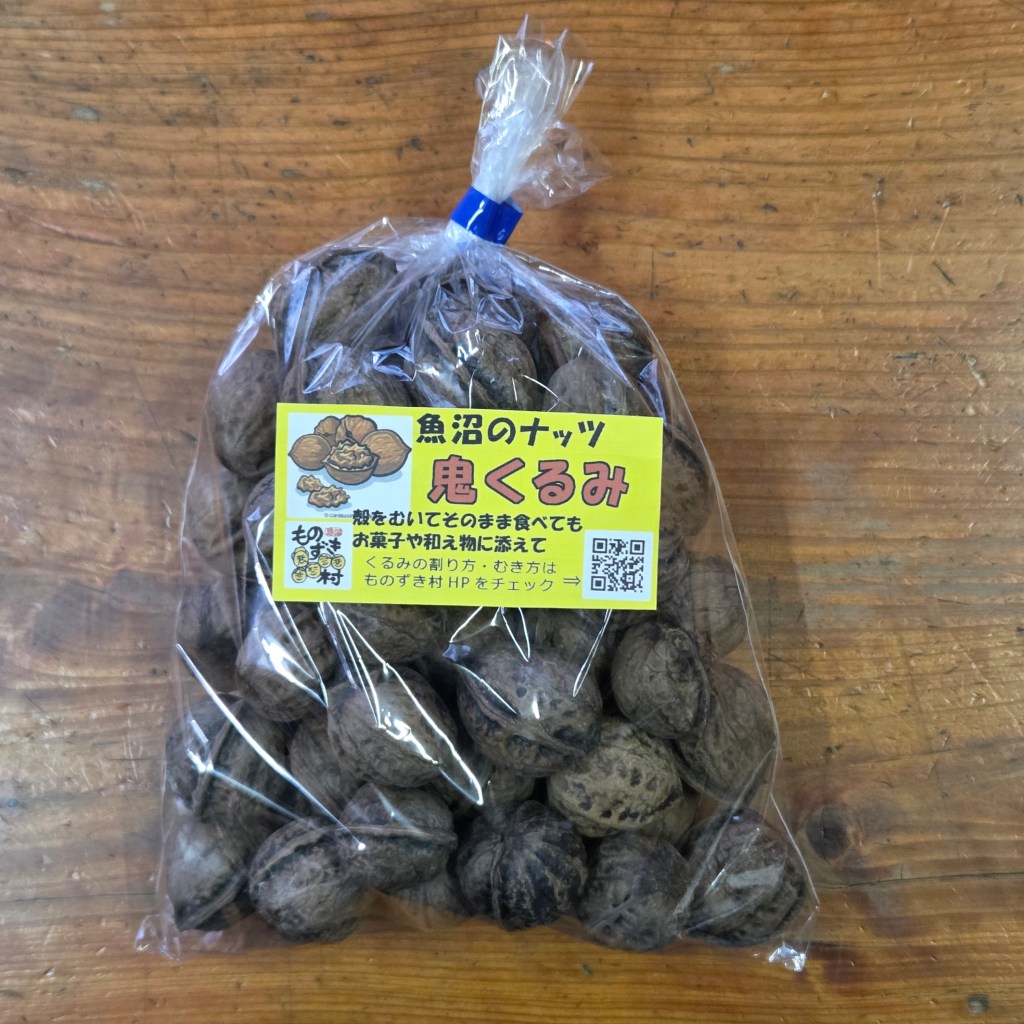 魚沼のナッツ
鬼くるみ
殻をむいてそのまま食べても
お菓子や和え物に添えて
くるみの割り方・むき方は
ものずき村HPをチェック ⇒
ものずき
村